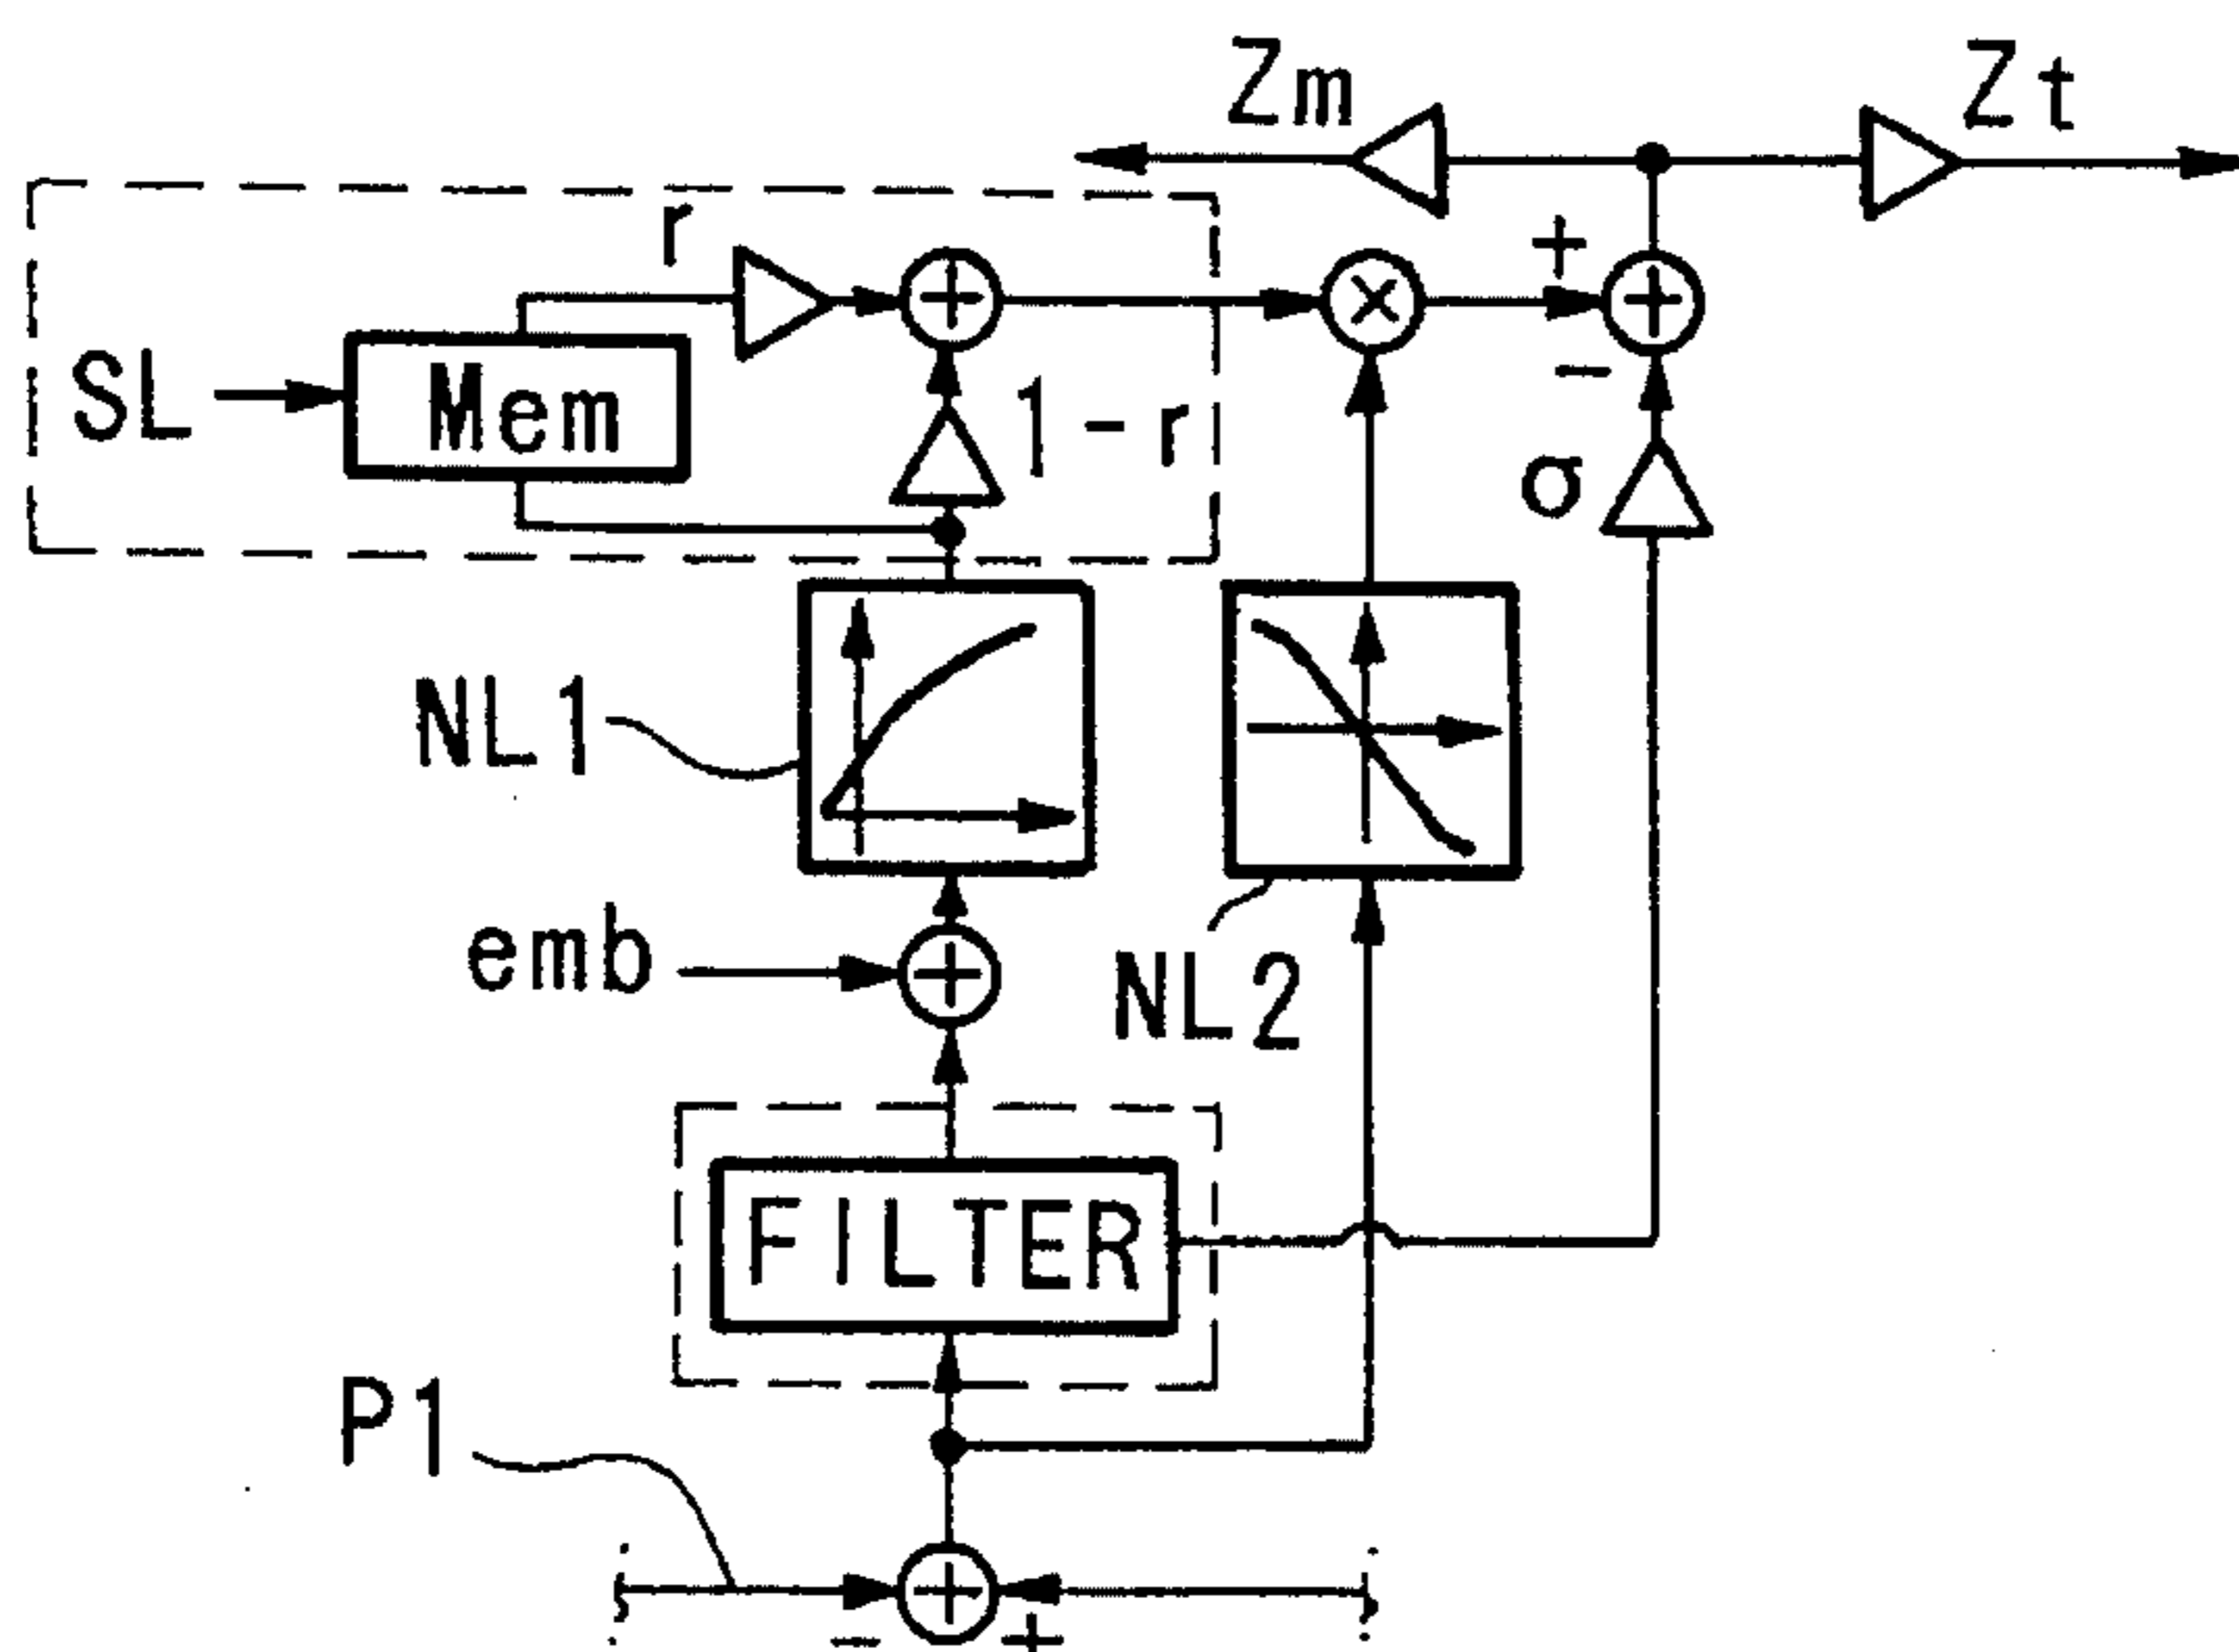 Zm
Zt
r
+
SL
Mem
1-r
-
σ
NL1
emb
NL2
FILTER
P1
-
+